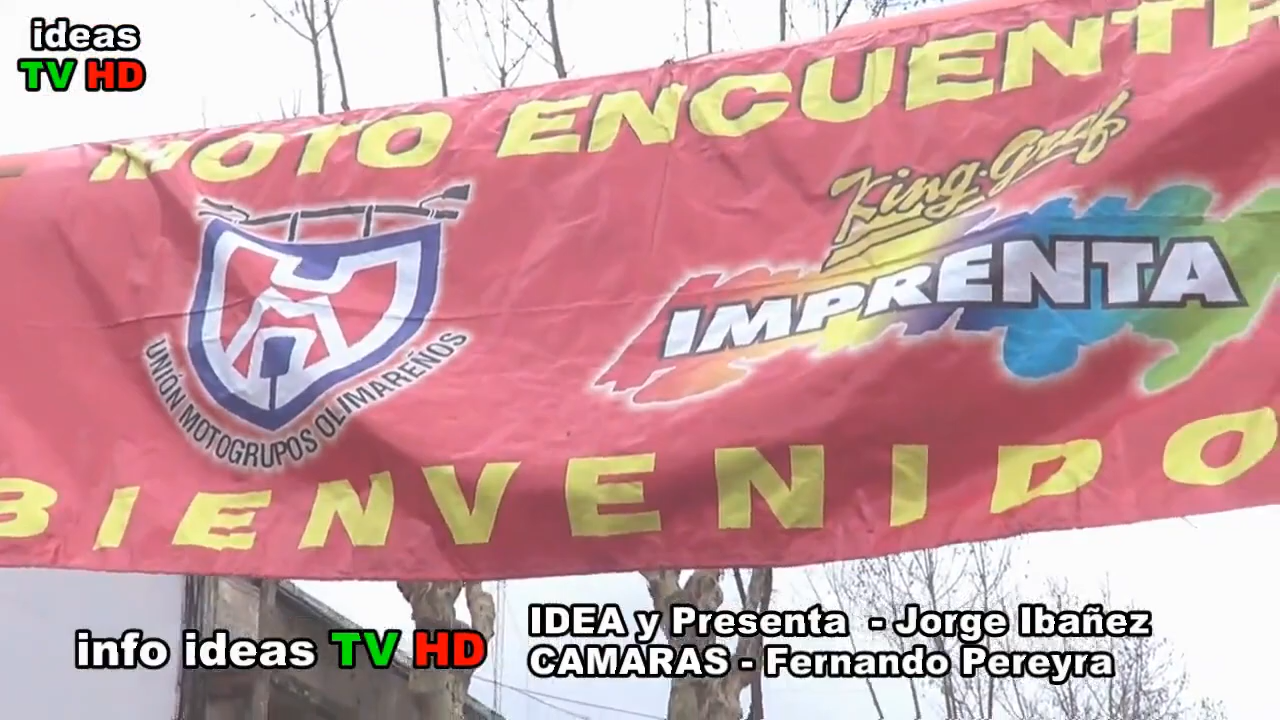 ideas
TV HD
MOTO ENCUENT
King-Graf
IMPRENTA
UNIÓN MOTOGRUPOS OLIMAREÑOS
BIENVENIDO
info ideas TV HD
IDEA y Presenta - Jorge Ibañez
CAMARAS - Fernando Pereyra